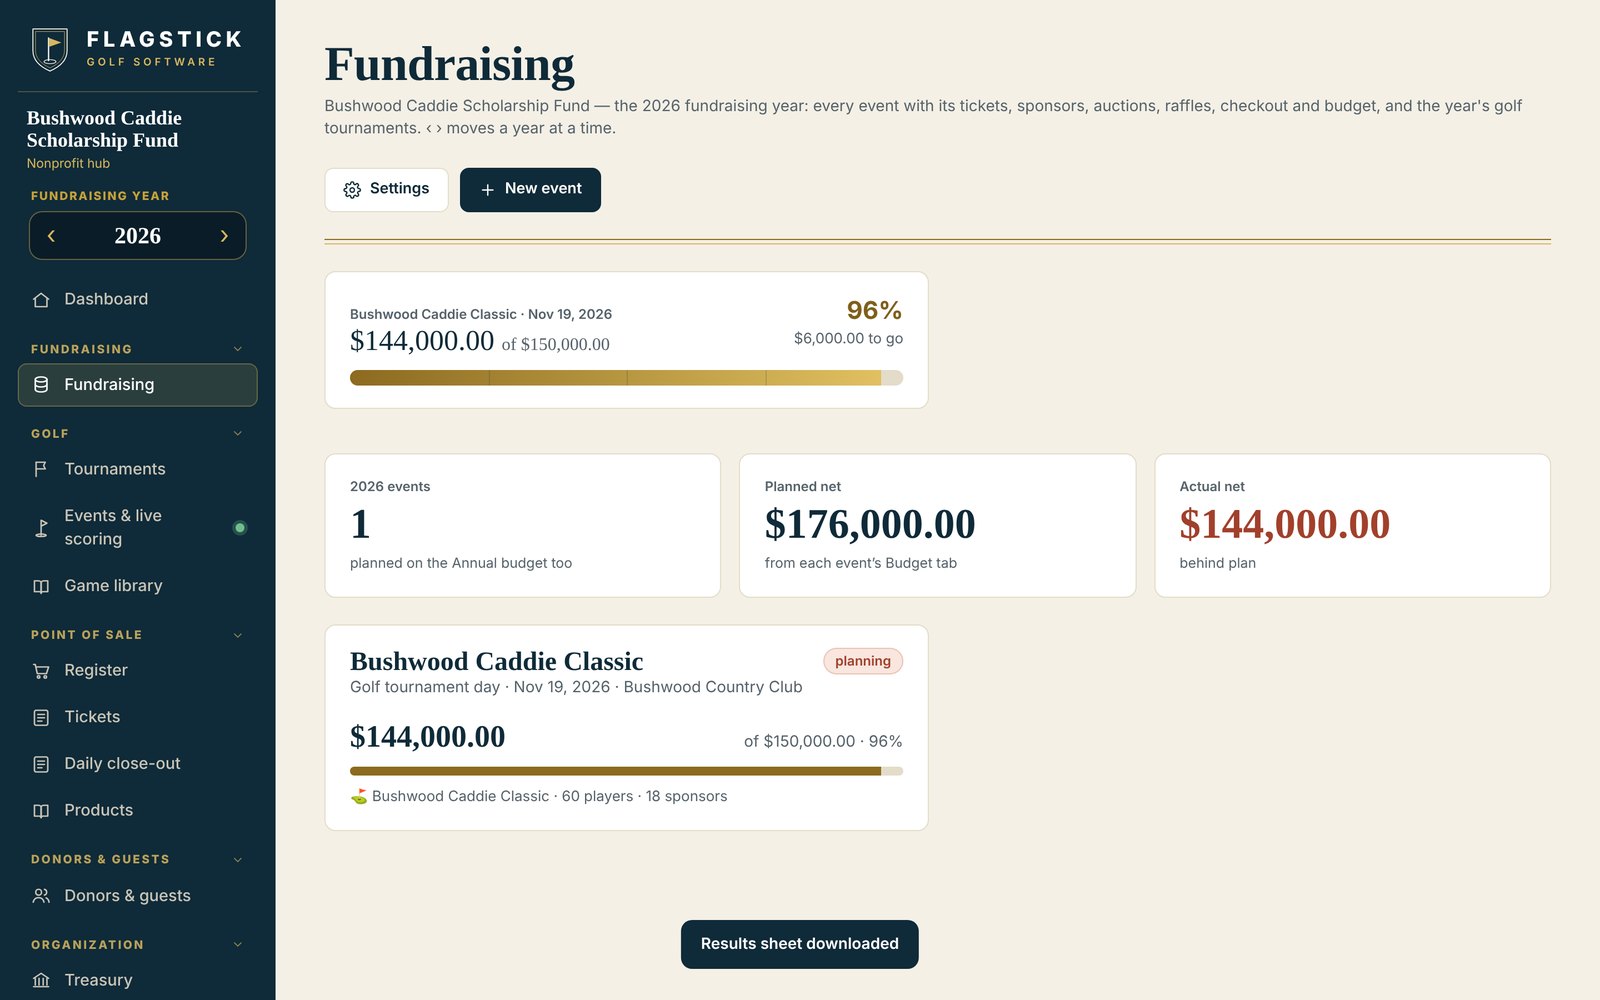 FLAGSTICK
GOLF SOFTWARE
Bushwood Caddie
Scholarship Fund
Nonprofit hub
FUNDRAISING YEAR
‹ 2026 ›
Dashboard
FUNDRAISING
Fundraising
GOLF
Tournaments
Events & live
scoring
Game library
POINT OF SALE
Register
Tickets
Daily close-out
Products
DONORS & GUESTS
Donors & guests
ORGANIZATION
Treasury
Fundraising
Bushwood Caddie Scholarship Fund — the 2026 fundraising year: every event with its tickets, sponsors, auctions, raffles, checkout and budget, and the year's golf
tournaments. ‹ › moves a year at a time.
Settings
New event
Bushwood Caddie Classic · Nov 19, 2026
$144,000.00 of $150,000.00
96%
$6,000.00 to go
2026 events
1
planned on the Annual budget too
Planned net
$176,000.00
from each event’s Budget tab
Actual net
$144,000.00
behind plan
Bushwood Caddie Classic
planning
Golf tournament day · Nov 19, 2026 · Bushwood Country Club
$144,000.00
of $150,000.00 · 96%
⛳ Bushwood Caddie Classic · 60 players · 18 sponsors
Results sheet downloaded